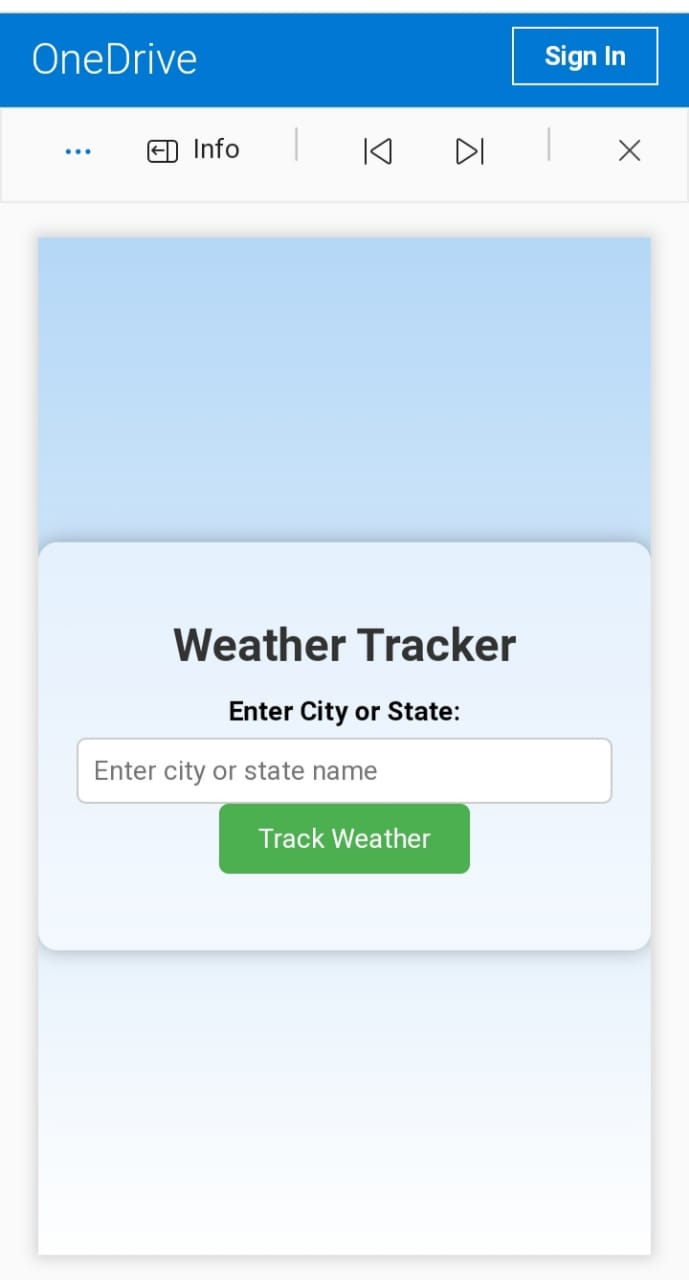 OneDrive
Sign In
Info
Weather Tracker
Enter City or State:
Enter city or state name
Track Weather